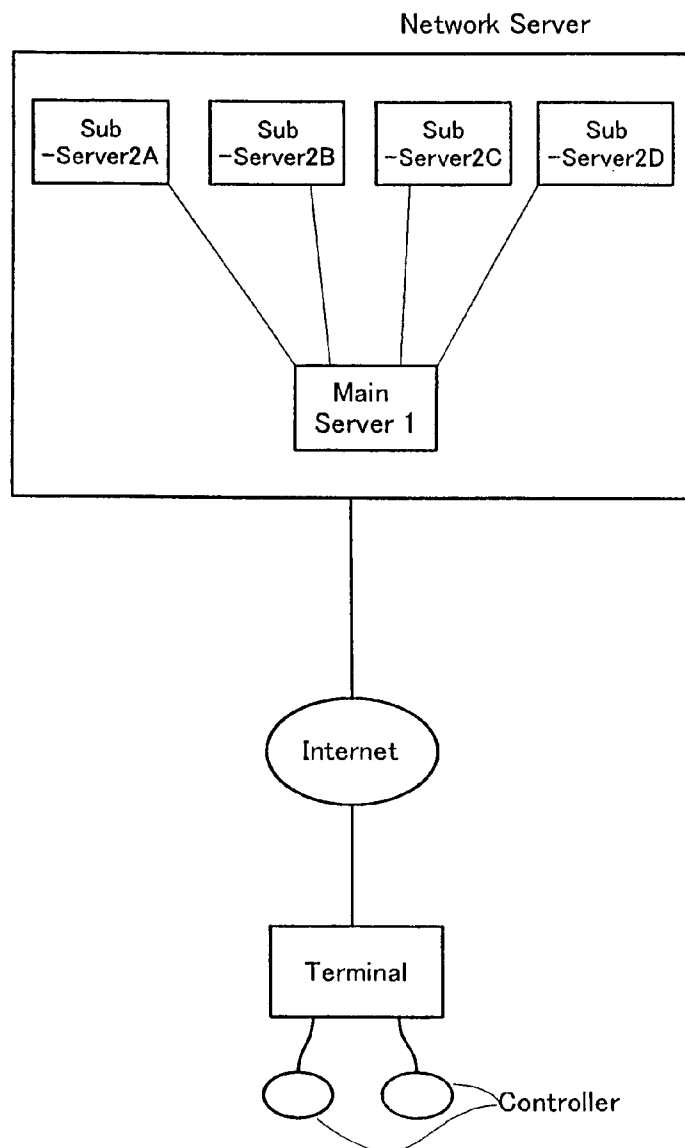 Network Server
Sub
-Server2A
Sub
-Server2B
Sub
-Server2C
Sub
-Server2D
Main
Server 1
Internet
Terminal
Controller